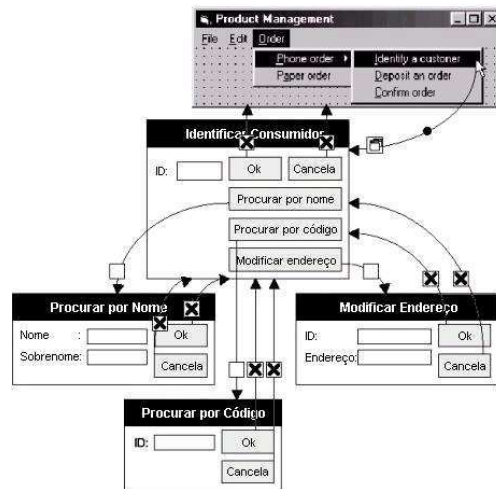 Product Management
File Edit Order
Phone order Identify a customer
Paper order Deposit an order
Confirm order
Identificar Consumidor
ID: Ok Cancela
Procurar por nome
Procurar por código
Modificar endereço
Procurar por Nome
Nome : Ok
Sobrenome: Cancela
Modificar Endereço
ID: Ok
Endereço: Cancela
Procurar por Código
ID: Ok
Cancela